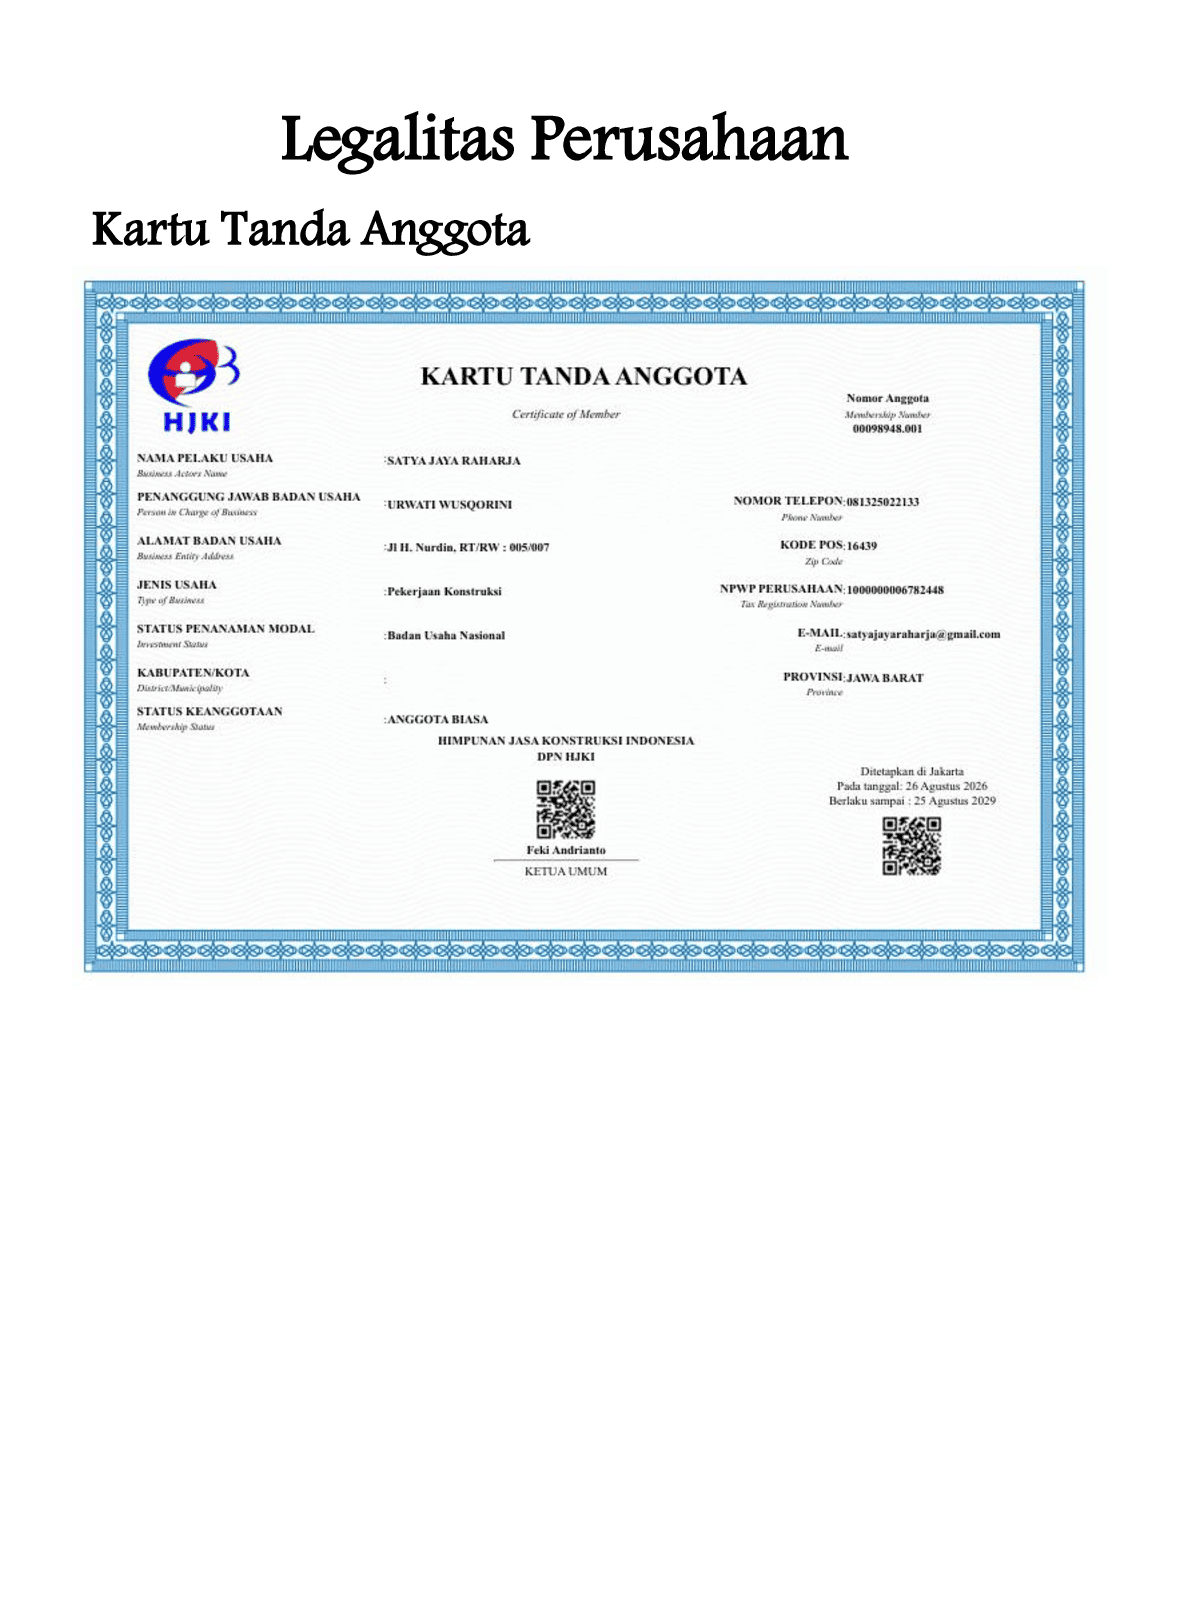 Legalitas Perusahaan
Kartu Tanda Anggota
HJKI
KARTU TANDA ANGGOTA
Certificate of Member
Nomor Anggota
Membership Number
00098948.001
NAMA PELAKU USAHA :SATYA JAYA RAHARJA
Business Actors Name
PENANGGUNG JAWAB BADAN USAHA :URWATI WUSQORINI NOMOR TELEPON:081325022133
Person in Charge of Business Phone Number
ALAMAT BADAN USAHA :Jl H. Nurdin, RT/RW : 005/007 KODE POS:16439
Business Entity Address Zip Code
JENIS USAHA :Pekerjaan Konstruksi NPWP PERUSAHAAN:1000000006782448
Type of Business Tax Registration Number
STATUS PENANAMAN MODAL :Badan Usaha Nasional E-MAIL:satyajayaraharja@gmail.com
Investment Status E-mail
KABUPATEN/KOTA : PROVINSI:JAWA BARAT
District/Municipality Province
STATUS KEANGGOTAAN :ANGGOTA BIASA
Membership Status
HIMPUNAN JASA KONSTRUKSI INDONESIA
DPN HJKI
Ditetapkan di Jakarta
Pada tanggal: 26 Agustus 2026
Berlaku sampai : 25 Agustus 2029
Feki Andrianto
KETUA UMUM